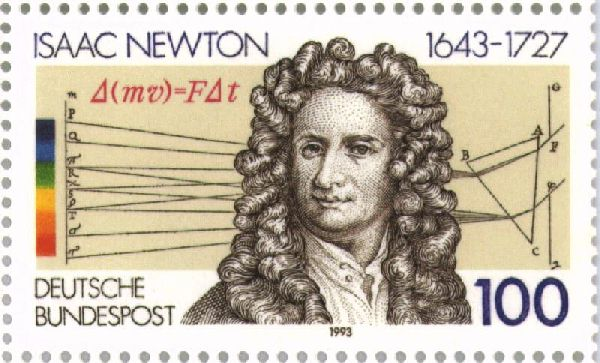 ISAAC NEWTON 1643-1727
Δ(mv)=FΔt
DEUTSCHE
BUNDESPOST
100
1993
A
B
C
G
F